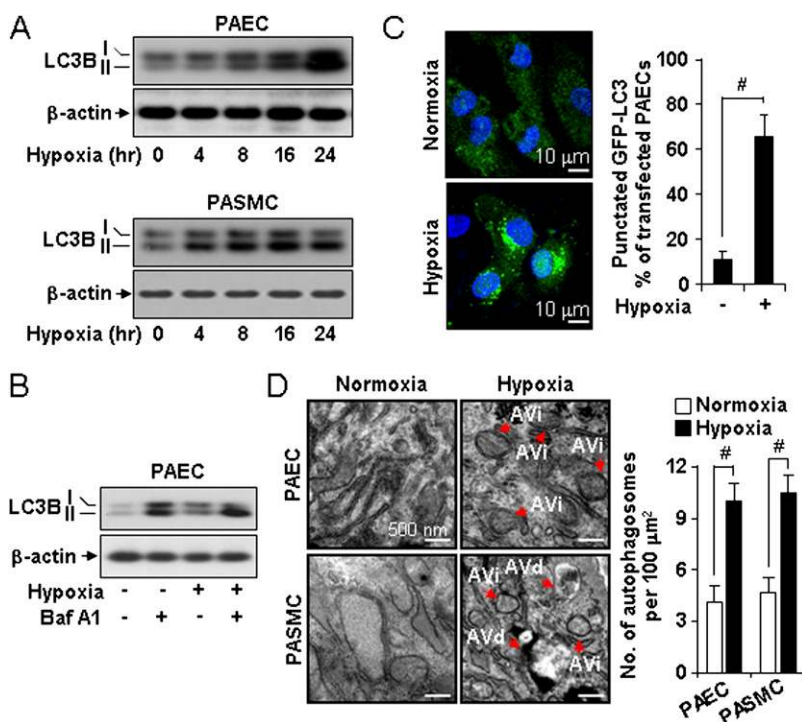 A
PAEC
LC3B I
II
β-actin
Hypoxia (hr) 0 4 8 16 24
PASMC
LC3B I
II
β-actin
Hypoxia (hr) 0 4 8 16 24
B
PAEC
LC3B I
II
β-actin
Hypoxia - - + +
Baf A1 - + - +
C
Normoxia
10 μm
Hypoxia
10 μm
Punctated GFP-LC3
% of transfected PAECs
100
80
60
40
20
0
#
Hypoxia - +
D
Normoxia Hypoxia
PAEC
500 nm
AVi
AVi
AVi
AVi
PASMC
AVi
AVd
AVd
AVi
Normoxia
Hypoxia
No. of autophagosomes
per 100 μm²
12
9
6
3
0
# #
PAEC PASMC